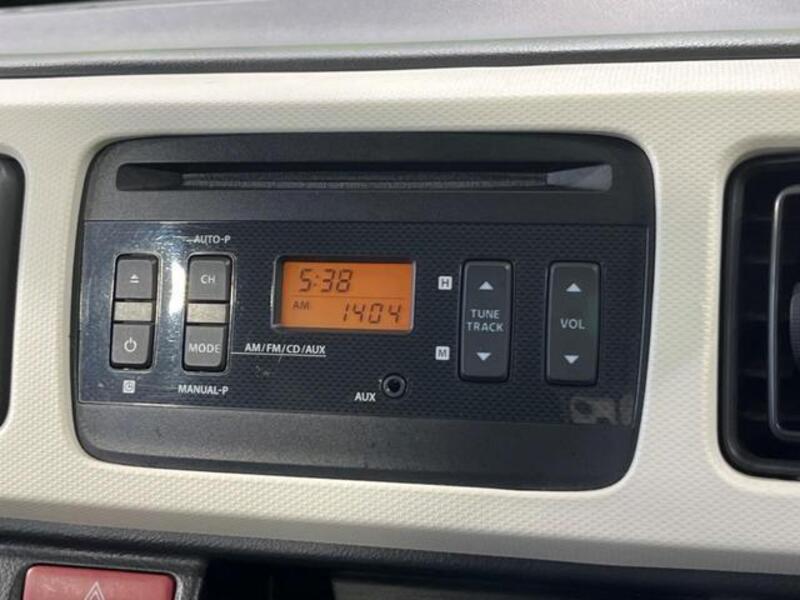 AUTO-P
CH
5:38
AM 1404
H
TUNE
TRACK
VOL
MODE
AM/FM/CD/AUX
M
MANUAL-P
AUX